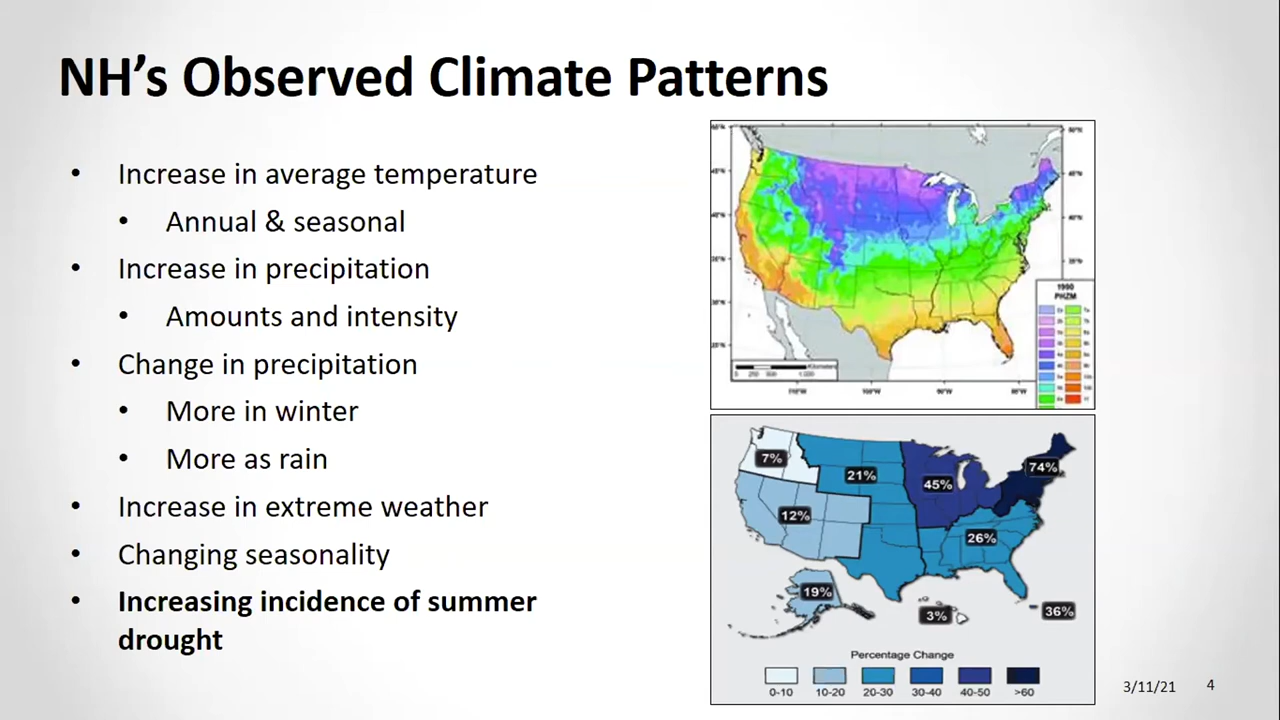 NH’s Observed Climate Patterns
• Increase in average temperature
• Annual & seasonal
• Increase in precipitation
• Amounts and intensity
• Change in precipitation
• More in winter
• More as rain
• Increase in extreme weather
• Changing seasonality
• Increasing incidence of summer
drought
1990
PHZM
7%
21%
45%
74%
12%
26%
19%
3%
36%
Percentage Change
0-10 10-20 20-30 30-40 40-50 >60
3/11/21 4